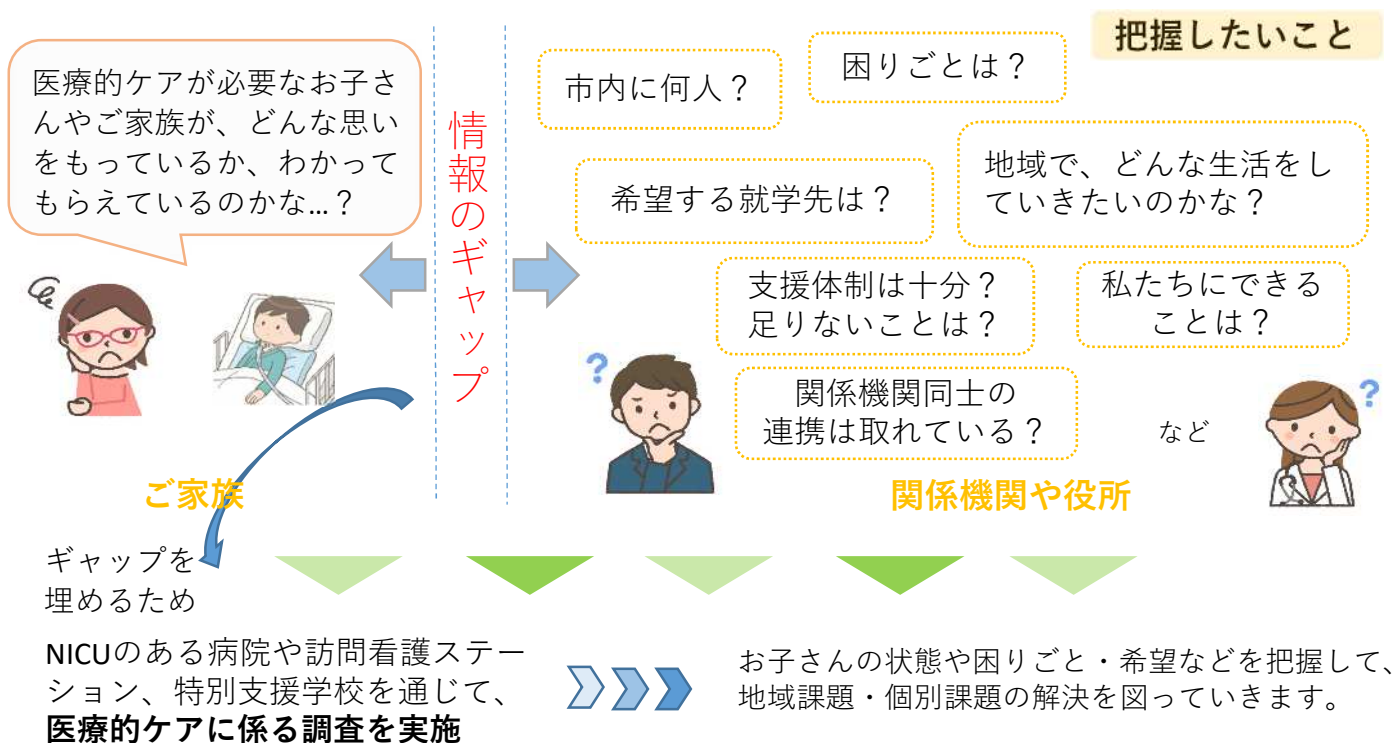 把握したいこと
医療的ケアが必要なお子さ
んやご家族が、どんな思い
をもっているか、わかって
もらえているのかな…？
情報のギャップ
市内に何人？
困りごとは？
希望する就学先は？
地域で、どんな生活をし
ていきたいのかな？
支援体制は十分？
足りないことは？
私たちにできる
ことは？
関係機関同士の
連携は取れている？
など
?
?
ご家族
関係機関や役所
ギャップを
埋めるため
NICUのある病院や訪問看護ステー
ション、特別支援学校を通じて、
医療的ケアに係る調査を実施
お子さんの状態や困りごと・希望などを把握して、
地域課題・個別課題の解決を図っていきます。